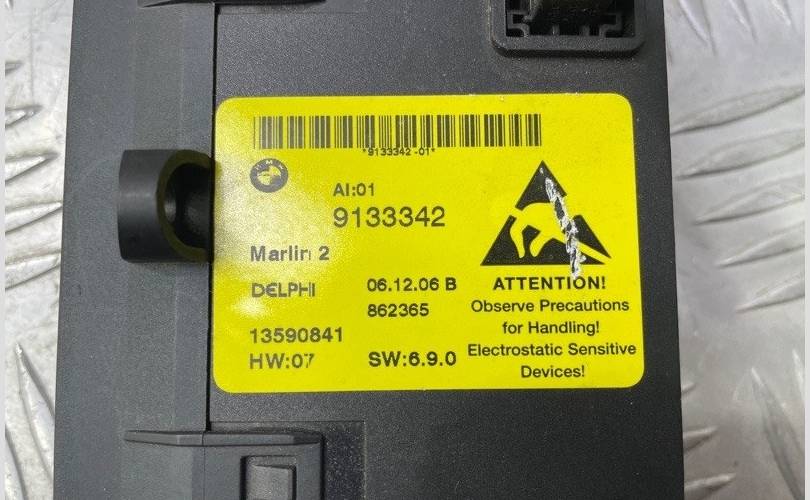 *9133342-01*
BMW
AI:01
9133342
Marlin 2
DELPHI
06.12.06 B
862365
13590841
HW:07
SW:6.9.0
ATTENTION!
Observe Precautions
for Handling!
Electrostatic Sensitive
Devices!